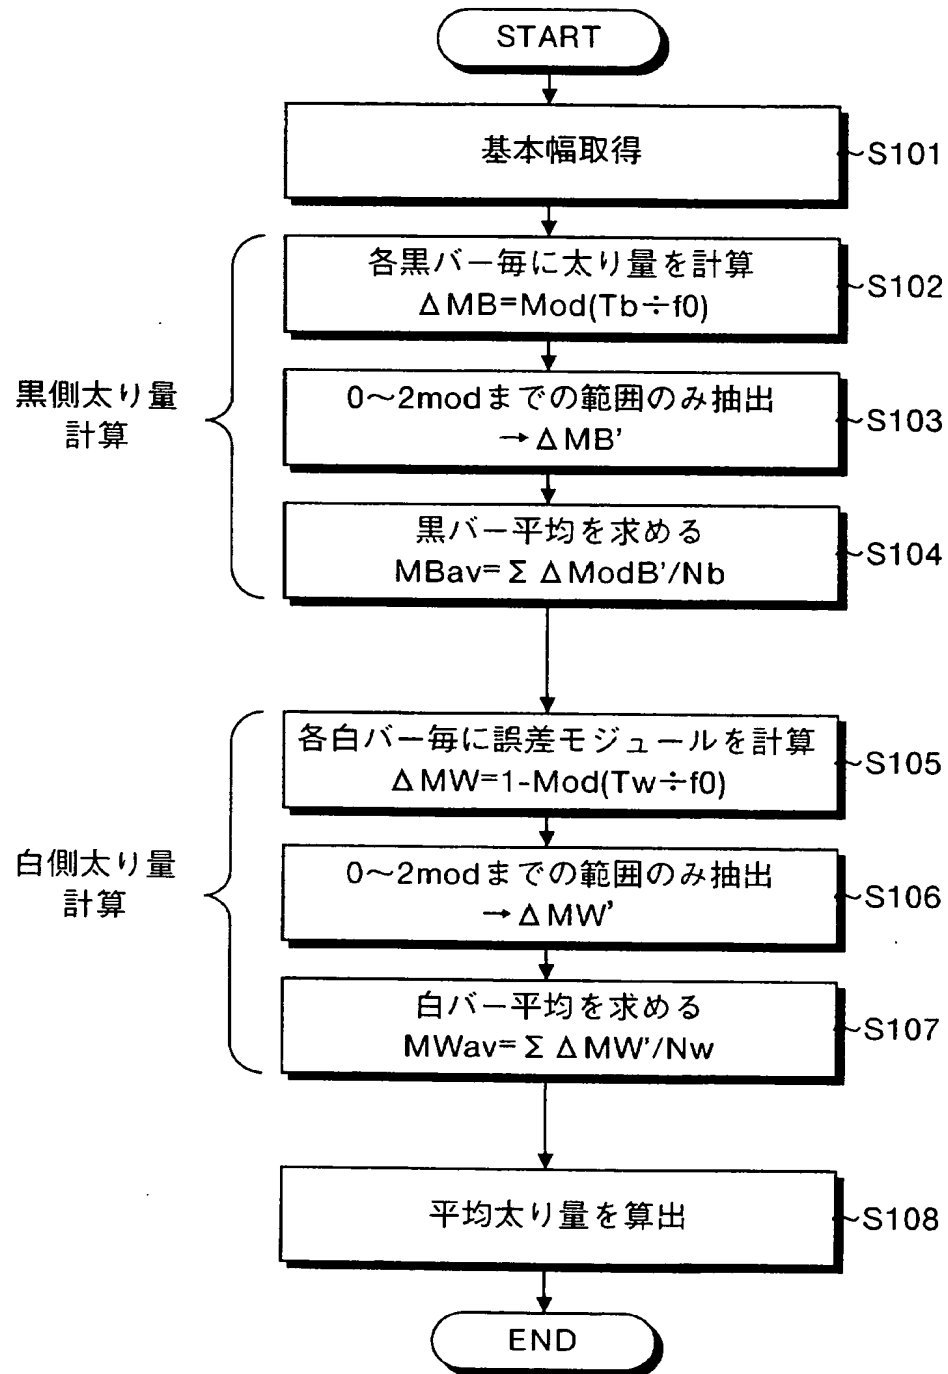 START
基本幅取得
S101
各黒バー毎に太り量を計算
ΔMB=Mod(Tb÷f0)
S102
黒側太り量
計算
0～2modまでの範囲のみ抽出
→ΔMB'
S103
黒バー平均を求める
MBav=Σ ΔModB'/Nb
S104
各白バー毎に誤差モジュールを計算
ΔMW=1-Mod(Tw÷f0)
S105
白側太り量
計算
0～2modまでの範囲のみ抽出
→ΔMW'
S106
白バー平均を求める
MWav=Σ ΔMW'/Nw
S107
平均太り量を算出
S108
END